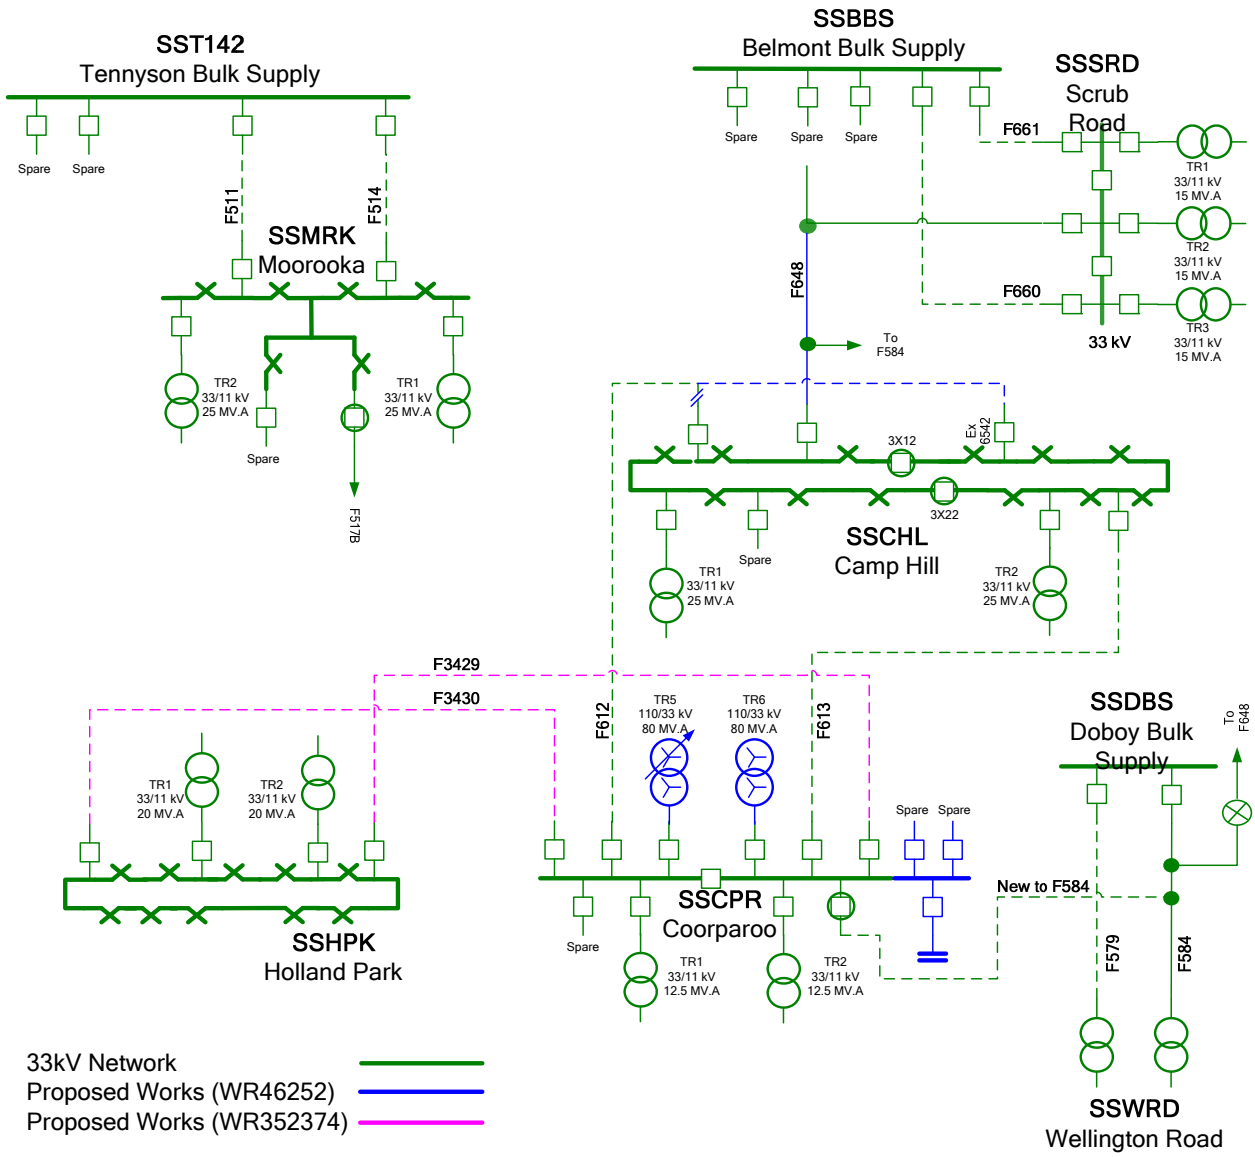 SST142
Tennyson Bulk Supply
Spare
Spare
F511
F514
SSMRK
Moorooka
TR2
33/11 kV
25 MV.A
TR1
33/11 kV
25 MV.A
Spare
F517B
SSBBS
Belmont Bulk Supply
Spare
Spare
Spare
SSSRD
Scrub
Road
F661
TR1
33/11 kV
15 MV.A
TR2
33/11 kV
15 MV.A
F660
TR3
33/11 kV
15 MV.A
33 kV
F648
To
F584
3X12
Ex
6542
3X22
SSCHL
Camp Hill
Spare
TR1
33/11 kV
25 MV.A
TR2
33/11 kV
25 MV.A
F3429
F3430
F612
F613
TR5
110/33 kV
80 MV.A
TR6
110/33 kV
80 MV.A
TR1
33/11 kV
20 MV.A
TR2
33/11 kV
20 MV.A
SSHPK
Holland Park
Spare
Spare
SSCPR
Coorparoo
Spare
TR1
33/11 kV
12.5 MV.A
TR2
33/11 kV
12.5 MV.A
SSDBS
Doboy Bulk
Supply
To
F648
New to F584
F579
F584
SSWRD
Wellington Road
33kV Network
Proposed Works (WR46252)
Proposed Works (WR352374)